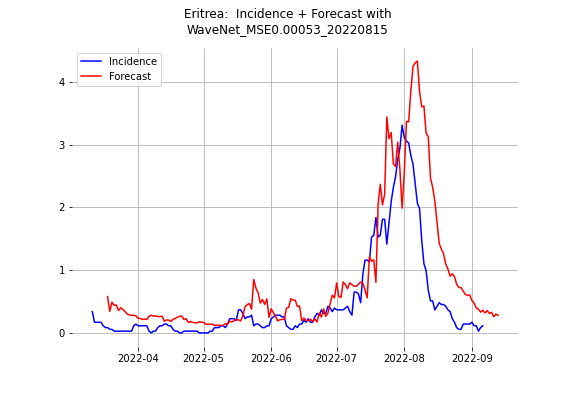 Eritrea:  Incidence + Forecast with
WaveNet_MSE0.00053_20220815
Incidence
Forecast
4
3
2
1
0
2022-04 2022-05 2022-06 2022-07 2022-08 2022-09